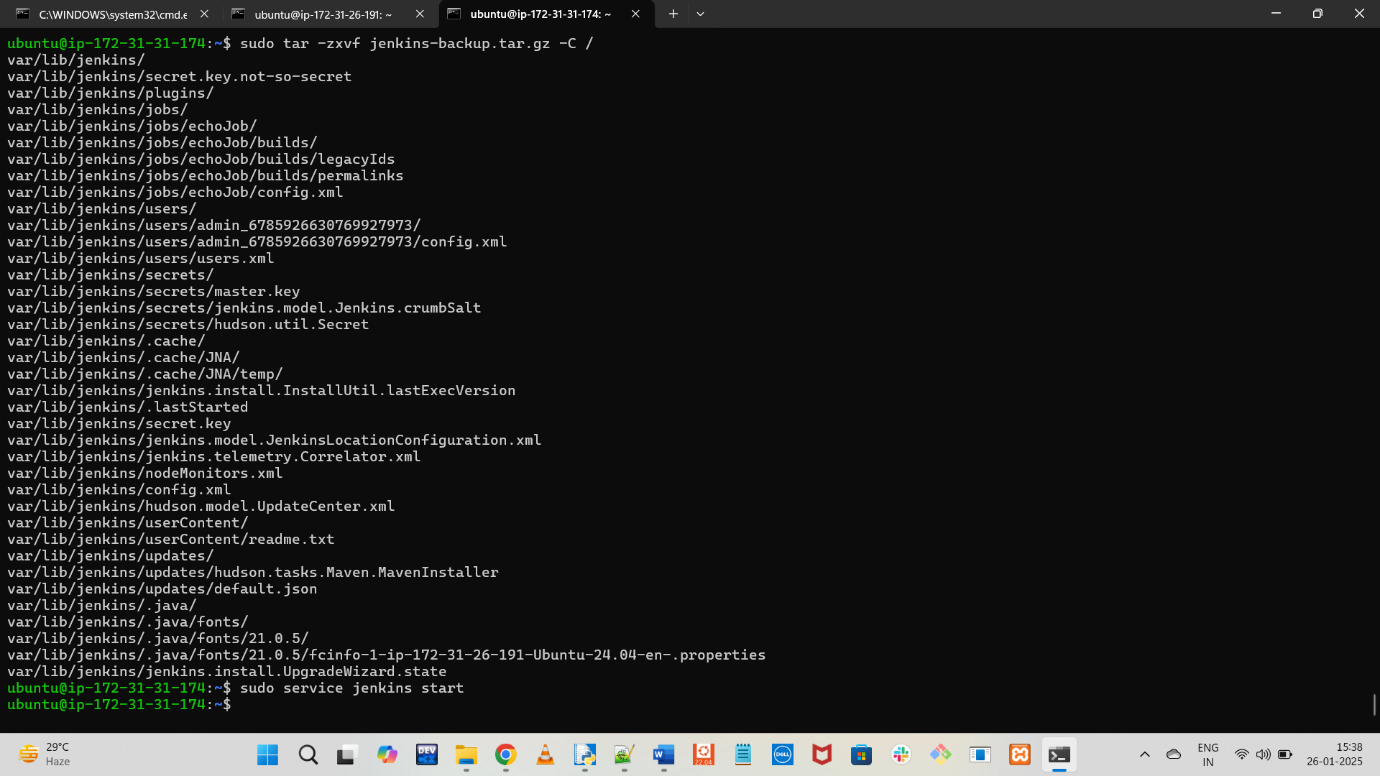 C:\WINDOWS\system32\cmd.e
ubuntu@ip-172-31-26-191: ~
ubuntu@ip-172-31-31-174: ~
ubuntu@ip-172-31-31-174:~$ sudo tar -zxvf jenkins-backup.tar.gz -C /
var/lib/jenkins/
var/lib/jenkins/secret.key.not-so-secret
var/lib/jenkins/plugins/
var/lib/jenkins/jobs/
var/lib/jenkins/jobs/echoJob/
var/lib/jenkins/jobs/echoJob/builds/
var/lib/jenkins/jobs/echoJob/builds/legacyIds
var/lib/jenkins/jobs/echoJob/builds/permalinks
var/lib/jenkins/jobs/echoJob/config.xml
var/lib/jenkins/users/
var/lib/jenkins/users/admin_6785926630769927973/
var/lib/jenkins/users/admin_6785926630769927973/config.xml
var/lib/jenkins/users/users.xml
var/lib/jenkins/secrets/
var/lib/jenkins/secrets/master.key
var/lib/jenkins/secrets/jenkins.model.Jenkins.crumbSalt
var/lib/jenkins/secrets/hudson.util.Secret
var/lib/jenkins/.cache/
var/lib/jenkins/.cache/JNA/
var/lib/jenkins/.cache/JNA/temp/
var/lib/jenkins/jenkins.install.InstallUtil.lastExecVersion
var/lib/jenkins/.lastStarted
var/lib/jenkins/secret.key
var/lib/jenkins/jenkins.model.JenkinsLocationConfiguration.xml
var/lib/jenkins/jenkins.telemetry.Correlator.xml
var/lib/jenkins/nodeMonitors.xml
var/lib/jenkins/config.xml
var/lib/jenkins/hudson.model.UpdateCenter.xml
var/lib/jenkins/userContent/
var/lib/jenkins/userContent/readme.txt
var/lib/jenkins/updates/
var/lib/jenkins/updates/hudson.tasks.Maven.MavenInstaller
var/lib/jenkins/updates/default.json
var/lib/jenkins/.java/
var/lib/jenkins/.java/fonts/
var/lib/jenkins/.java/fonts/21.0.5/
var/lib/jenkins/.java/fonts/21.0.5/fcinfo-1-ip-172-31-26-191-Ubuntu-24.04-en-.properties
var/lib/jenkins/jenkins.install.UpgradeWizard.state
ubuntu@ip-172-31-31-174:~$ sudo service jenkins start
ubuntu@ip-172-31-31-174:~$
29°C
Haze
DEV
22.04
DELL
ENG
IN
15:38
26-01-2025